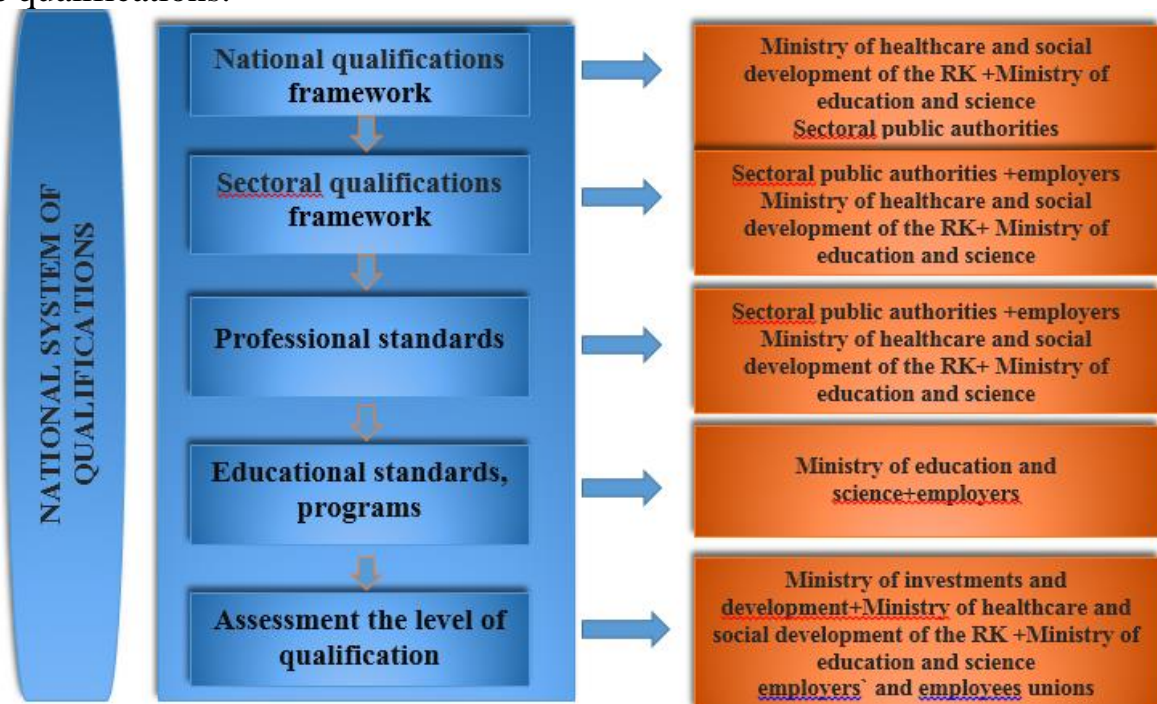 qualifications.
NATIONAL SYSTEM OF
QUALIFICATIONS
National qualifications
framework
Ministry of healthcare and social
development of the RK +Ministry of
education and science
Sectoral public authorities
Sectoral qualifications
framework
Sectoral public authorities +employers
Ministry of healthcare and social
development of the RK+ Ministry of
education and science
Professional standards
Sectoral public authorities +employers
Ministry of healthcare and social
development of the RK+ Ministry of
education and science
Educational standards,
programs
Ministry of education and
science+employers
Assessment the level of
qualification
Ministry of investments and
development+Ministry of healthcare and
social development of the RK +Ministry of
education and science
employers` and employees unions